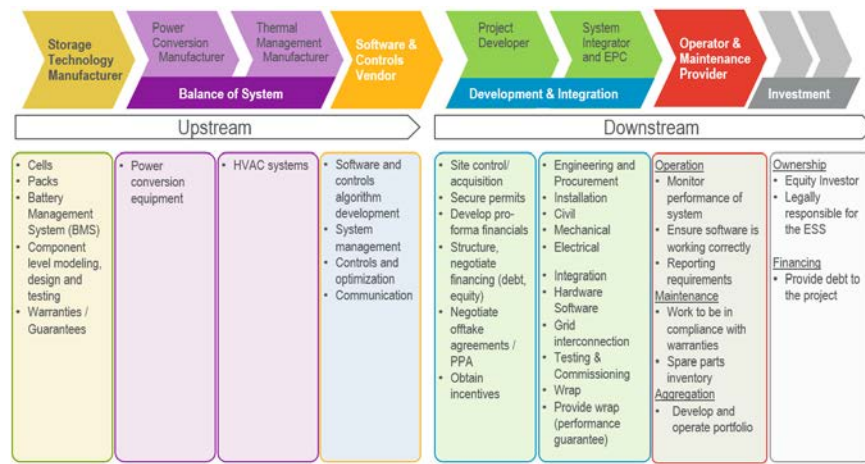 Storage
Technology
Manufacturer
Power
Conversion
Manufacturer
Thermal
Management
Manufacturer
Balance of System
Software &
Controls
Vendor
Project
Developer
System
Integrator
and EPC
Development & Integration
Operator &
Maintenance
Provider
Investment
Upstream
Downstream
• Cells
• Packs
• Battery
Management
System (BMS)
• Component
level modeling,
design and
testing
• Warranties /
Guarantees
• Power
conversion
equipment
• HVAC systems
• Software and
controls
algorithm
development
• System
management
• Controls and
optimization
• Communication
• Site control/
acquisition
• Secure permits
• Develop pro-
forma financials
• Structure,
negotiate
financing (debt,
equity)
• Negotiate
offtake
agreements /
PPA
• Obtain
incentives
• Engineering and
Procurement
• Installation
• Civil
• Mechanical
• Electrical
• Integration
• Hardware
Software
• Grid
interconnection
• Testing &
Commissioning
• Wrap
• Provide wrap
(performance
guarantee)
Operation
• Monitor
performance of
system
• Ensure software is
working correctly
• Reporting
requirements
Maintenance
• Work to be in
compliance with
warranties
• Spare parts
inventory
Aggregation
• Develop and
operate portfolio
Ownership
• Equity Investor
• Legally
responsible for
the ESS
Financing
• Provide debt to
the project